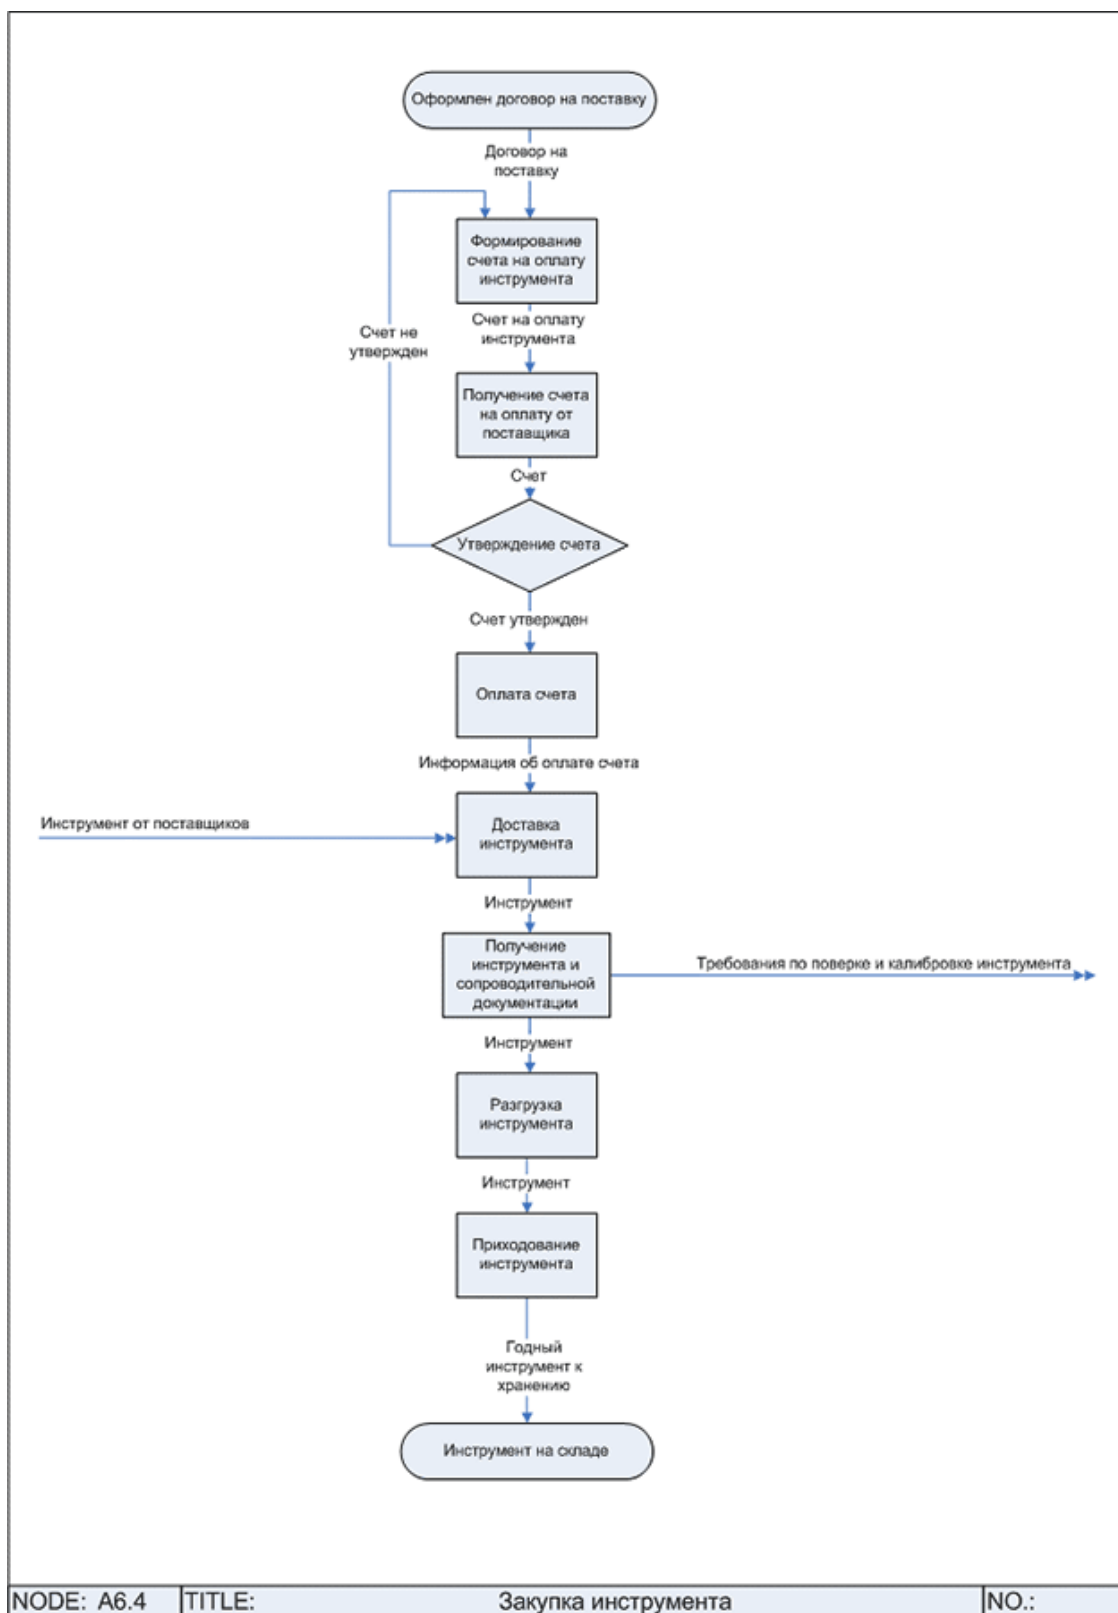 Оформлен договор на поставку
Договор на
поставку
Формирование
счета на оплату
инструмента
Счет на оплату
инструмента
Счет не
утвержден
Получение счета
на оплату от
поставщика
Счет
Утверждение счета
Счет утвержден
Оплата счета
Информация об оплате счета
Инструмент от поставщиков
Доставка
инструмента
Инструмент
Получение
инструмента и
сопроводительной
документации
Требования по поверке и калибровке инструмента
Инструмент
Разгрузка
инструмента
Инструмент
Приходование
инструмента
Годный
инструмент к
хранению
Инструмент на складе
NODE: A6.4 TITLE: Закупка инструмента NO.: